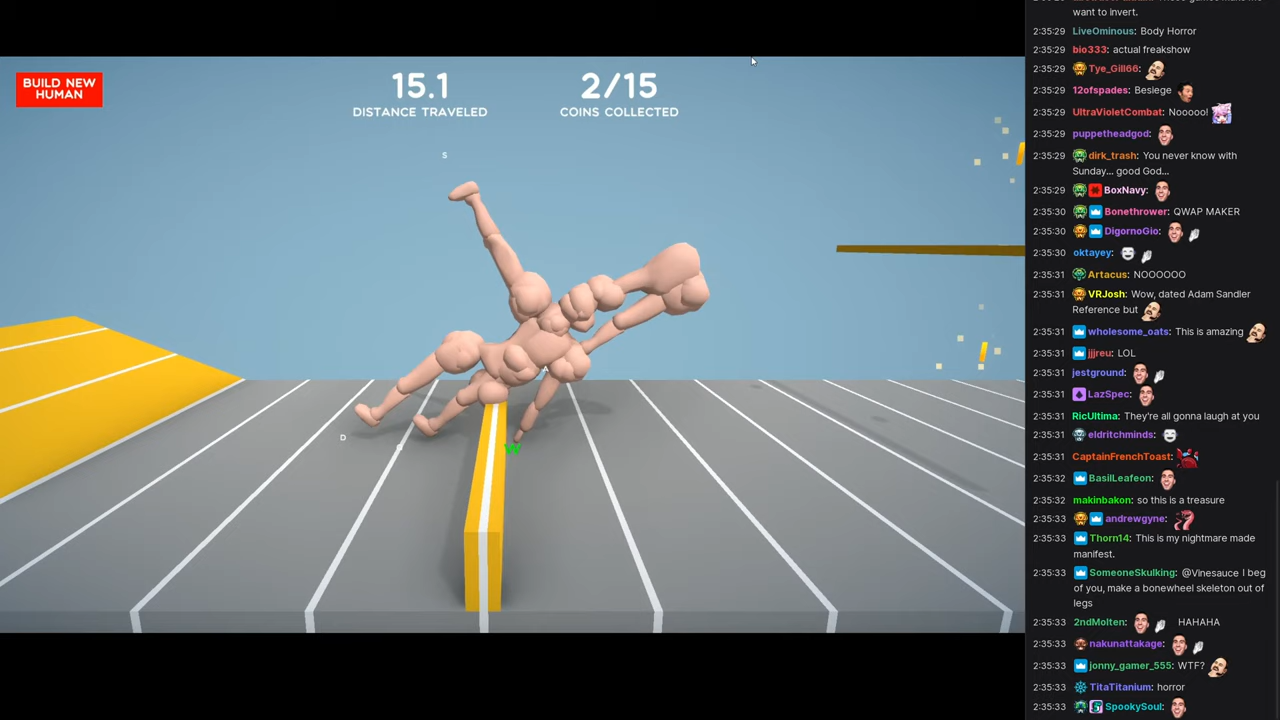 BUILD NEW
HUMAN
15.1
DISTANCE TRAVELED
2/15
COINS COLLECTED
S
D
W
want to invert.
2:35:29 LiveOminous: Body Horror
2:35:29 bio333: actual freakshow
2:35:29 Tye_Gill66:
2:35:29 12ofspades: Besiege
2:35:29 UltraVioletCombat: Nooooo!
2:35:29 puppetheadgod:
2:35:29 dirk_trash: You never know with
Sunday... good God...
2:35:29 BoxNavy:
2:35:30 Bonethrower: QWAP MAKER
2:35:30 DigornoGio:
2:35:30 oktayey:
2:35:31 Artacus: NOOOOOO
2:35:31 VRJosh: Wow, dated Adam Sandler
Reference but
2:35:31 wholesome_oats: This is amazing
2:35:31 jjjreu: LOL
2:35:31 jestground:
2:35:31 LazSpec:
2:35:31 RicUltima: They're all gonna laugh at you
2:35:31 eldritchminds:
2:35:31 CaptainFrenchToast:
2:35:32 BasilLeafeon:
2:35:32 makinbakon: so this is a treasure
2:35:33 andrewgyne:
2:35:33 Thorn14: This is my nightmare made
manifest.
2:35:33 SomeoneSkulking: @Vinesauce I beg
of you, make a bonewheel skeleton out of
legs
2:35:33 2ndMolten: HAHAHA
2:35:33 nakunattakage:
2:35:33 jonny_gamer_555: WTF?
2:35:33 TitaTitanium: horror
2:35:33 SpookySoul: